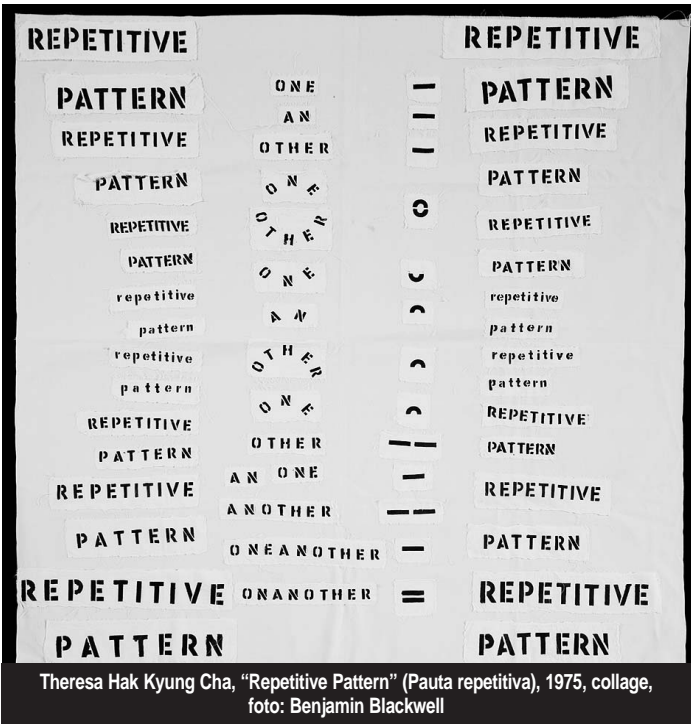 REPETITIVE
PATTERN
REPETITIVE
PATTERN
REPETITIVE
PATTERN
repetitive
pattern
repetitive
pattern
REPETITIVE
PATTERN
REPETITIVE
PATTERN
REPETITIVE
PATTERN
ONE
AN
OTHER
ONE
OTHER
ONE
AN
OTHER
ONE
OTHER
AN ONE
ANOTHER
ONEANOTHER
ONANOTHER
REPETITIVE
PATTERN
REPETITIVE
PATTERN
REPETITIVE
PATTERN
repetitive
pattern
repetitive
pattern
REPETITIVE
PATTERN
REPETITIVE
PATTERN
REPETITIVE
PATTERN
Theresa Hak Kyung Cha, “Repetitive Pattern” (Pauta repetitiva), 1975, collage,
foto: Benjamin Blackwell